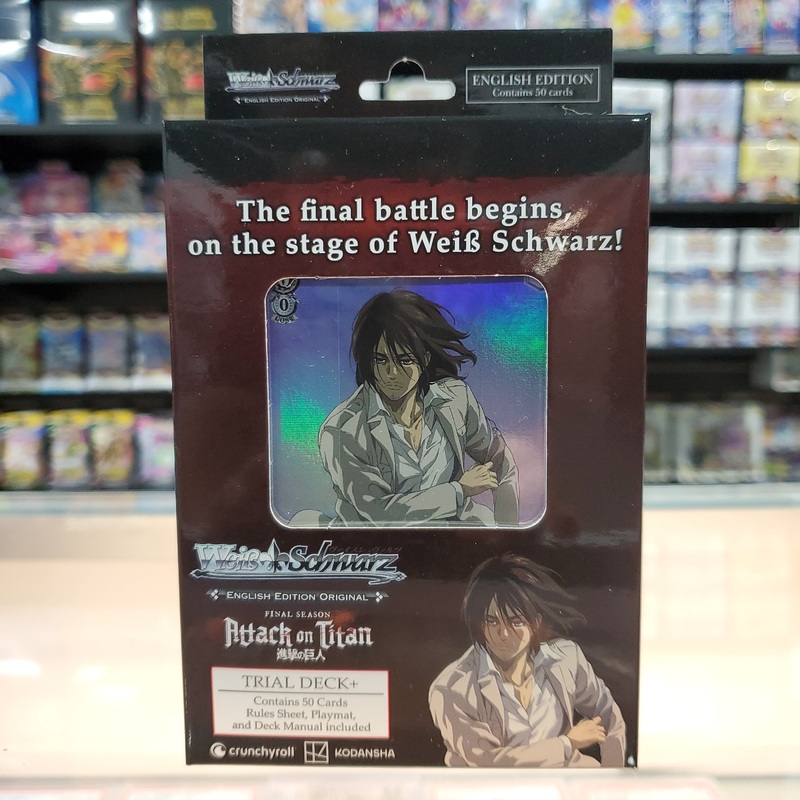 Weiß Schwarz
ENGLISH EDITION ORIGINAL
ENGLISH EDITION
Contains 50 cards
The final battle begins,
on the stage of Weiß Schwarz!
0
0
Weiß Schwarz
ENGLISH EDITION ORIGINAL
FINAL SEASON
Attack on Titan
進撃の巨人
TRIAL DECK+
Contains 50 Cards
Rules Sheet, Playmat,
and Deck Manual included
crunchyroll KODANSHA